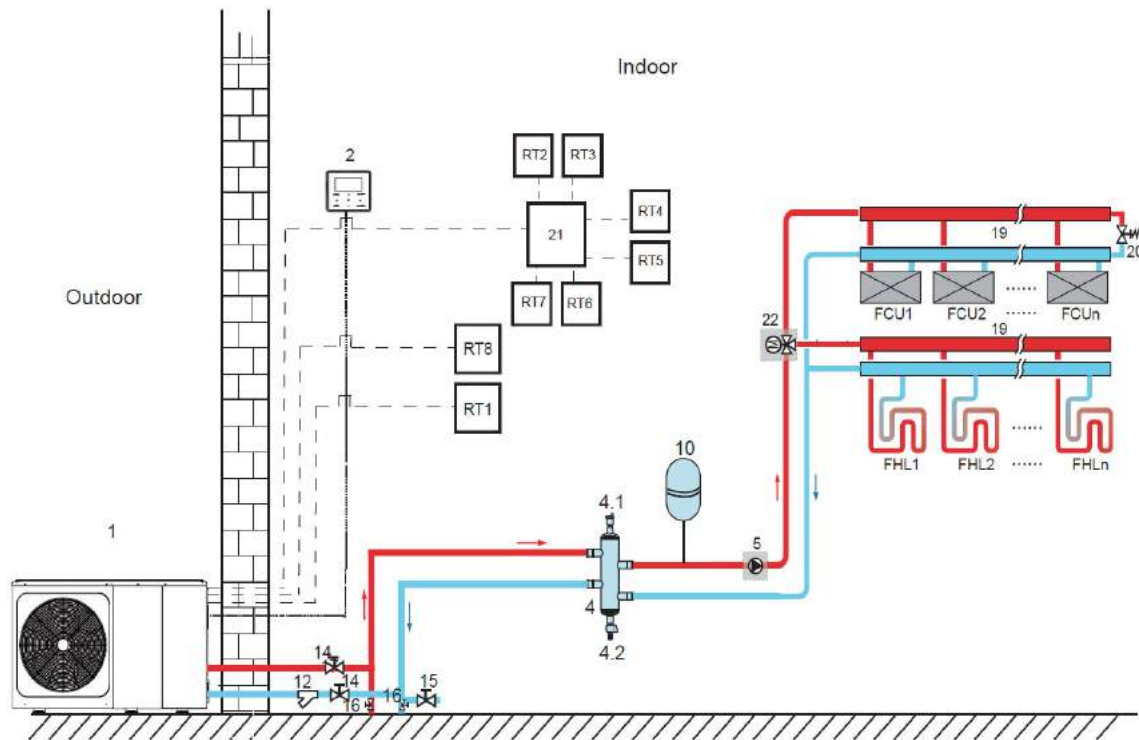 Indoor
Outdoor
2
RT2
RT3
RT4
21
RT5
RT7
RT6
RT8
RT1
19
20
FCU1
FCU2
......
......
FCUn
22
M
19
......
FHL1
FHL2
......
FHLn
10
4.1
5
4
4.2
1
14
12
14
16
16
15